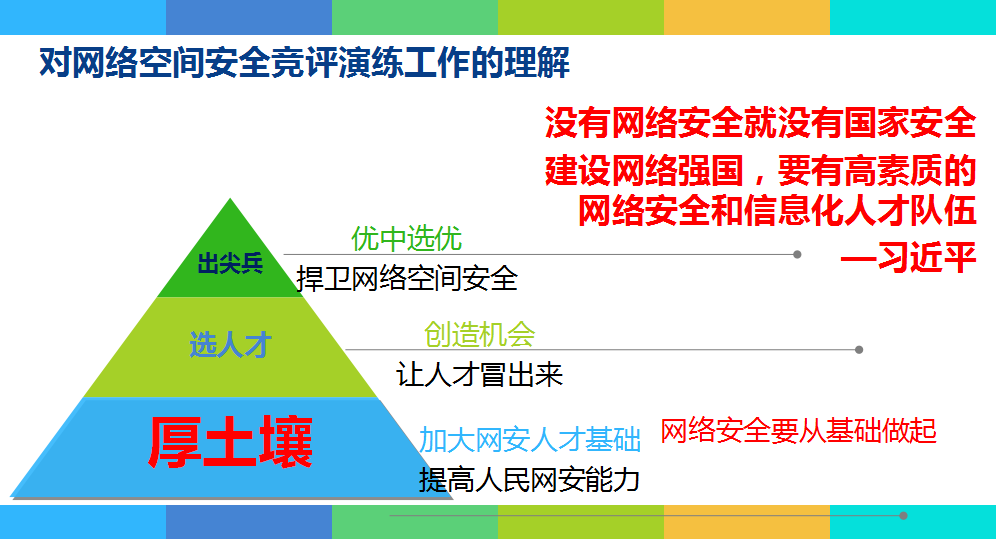 对网络空间安全竞评演练工作的理解
没有网络安全就没有国家安全
建设网络强国，要有高素质的
网络安全和信息化人才队伍
—习近平
出尖兵
优中选优
捍卫网络空间安全
选人才
创造机会
让人才冒出来
厚土壤
加大网安人才基础
提高人民网安能力
网络安全要从基础做起